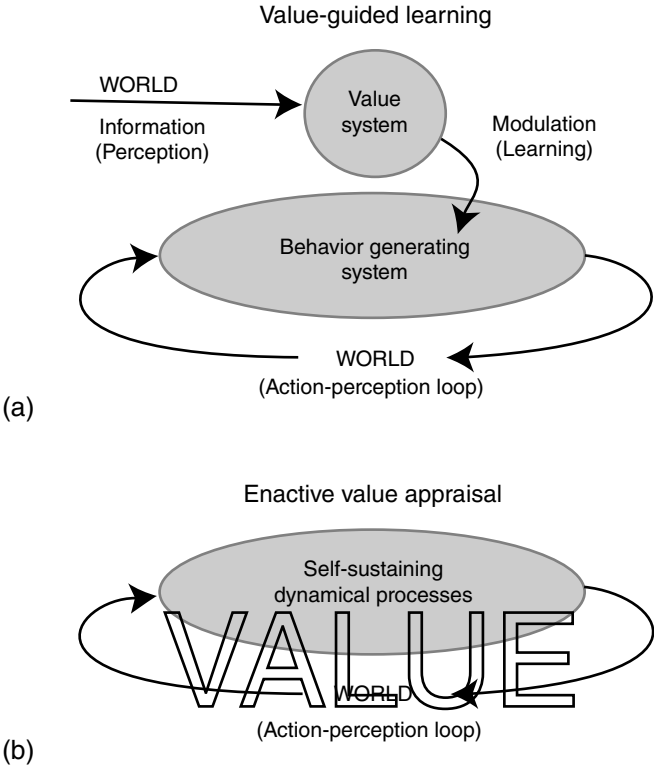 Value-guided learning
WORLD
Information
(Perception)
Value
system
Modulation
(Learning)
Behavior generating
system
WORLD
(Action-perception loop)
(a)
Enactive value appraisal
Self-sustaining
dynamical processes
VALUE
WORLD
(Action-perception loop)
(b)